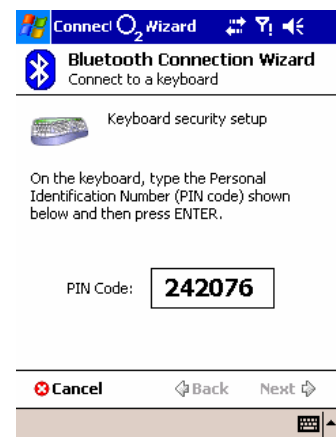 Connect O2 Wizard
Bluetooth Connection Wizard
Connect to a keyboard
Keyboard security setup
On the keyboard, type the Personal
Identification Number (PIN code) shown
below and then press ENTER.
PIN Code: 242076
Cancel Back Next